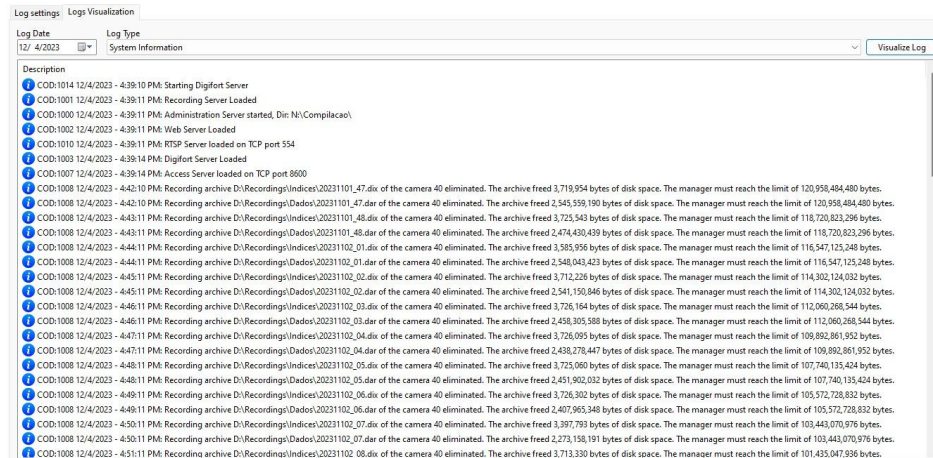 Log settings Logs Visualization
Log Date Log Type
12/ 4/2023 System Information Visualize Log
Description
COD:1014 12/4/2023 - 4:39:10 PM: Starting Digifort Server
COD:1001 12/4/2023 - 4:39:11 PM: Recording Server Loaded
COD:1000 12/4/2023 - 4:39:11 PM: Administration Server started, Dir: N:\Compilacao\
COD:1002 12/4/2023 - 4:39:11 PM: Web Server Loaded
COD:1010 12/4/2023 - 4:39:11 PM: RTSP Server loaded on TCP port 554
COD:1003 12/4/2023 - 4:39:14 PM: Digifort Server Loaded
COD:1007 12/4/2023 - 4:39:14 PM: Access Server loaded on TCP port 8600
COD:1008 12/4/2023 - 4:42:10 PM: Recording archive D:\Recordings\Indices\20231101_47.dix of the camera 40 eliminated. The archive freed 3,719,954 bytes of disk space. The manager must reach the limit of 120,958,484,480 bytes.
COD:1008 12/4/2023 - 4:42:10 PM: Recording archive D:\Recordings\Dados\20231101_47.dar of the camera 40 eliminated. The archive freed 2,545,559,190 bytes of disk space. The manager must reach the limit of 120,958,484,480 bytes.
COD:1008 12/4/2023 - 4:43:11 PM: Recording archive D:\Recordings\Indices\20231101_48.dix of the camera 40 eliminated. The archive freed 3,725,543 bytes of disk space. The manager must reach the limit of 118,720,823,296 bytes.
COD:1008 12/4/2023 - 4:43:11 PM: Recording archive D:\Recordings\Dados\20231101_48.dar of the camera 40 eliminated. The archive freed 2,474,430,439 bytes of disk space. The manager must reach the limit of 118,720,823,296 bytes.
COD:1008 12/4/2023 - 4:44:11 PM: Recording archive D:\Recordings\Indices\20231102_01.dix of the camera 40 eliminated. The archive freed 3,585,956 bytes of disk space. The manager must reach the limit of 116,547,125,248 bytes.
COD:1008 12/4/2023 - 4:44:11 PM: Recording archive D:\Recordings\Dados\20231102_01.dar of the camera 40 eliminated. The archive freed 2,548,043,423 bytes of disk space. The manager must reach the limit of 116,547,125,248 bytes.
COD:1008 12/4/2023 - 4:45:11 PM: Recording archive D:\Recordings\Indices\20231102_02.dix of the camera 40 eliminated. The archive freed 3,712,226 bytes of disk space. The manager must reach the limit of 114,302,124,032 bytes.
COD:1008 12/4/2023 - 4:45:11 PM: Recording archive D:\Recordings\Dados\20231102_02.dar of the camera 40 eliminated. The archive freed 2,541,150,846 bytes of disk space. The manager must reach the limit of 114,302,124,032 bytes.
COD:1008 12/4/2023 - 4:46:11 PM: Recording archive D:\Recordings\Indices\20231102_03.dix of the camera 40 eliminated. The archive freed 3,726,164 bytes of disk space. The manager must reach the limit of 112,060,268,544 bytes.
COD:1008 12/4/2023 - 4:46:11 PM: Recording archive D:\Recordings\Dados\20231102_03.dar of the camera 40 eliminated. The archive freed 2,458,305,588 bytes of disk space. The manager must reach the limit of 112,060,268,544 bytes.
COD:1008 12/4/2023 - 4:47:11 PM: Recording archive D:\Recordings\Indices\20231102_04.dix of the camera 40 eliminated. The archive freed 3,726,095 bytes of disk space. The manager must reach the limit of 109,892,861,952 bytes.
COD:1008 12/4/2023 - 4:47:11 PM: Recording archive D:\Recordings\Dados\20231102_04.dar of the camera 40 eliminated. The archive freed 2,438,278,447 bytes of disk space. The manager must reach the limit of 109,892,861,952 bytes.
COD:1008 12/4/2023 - 4:48:11 PM: Recording archive D:\Recordings\Indices\20231102_05.dix of the camera 40 eliminated. The archive freed 3,725,060 bytes of disk space. The manager must reach the limit of 107,740,135,424 bytes.
COD:1008 12/4/2023 - 4:48:11 PM: Recording archive D:\Recordings\Dados\20231102_05.dar of the camera 40 eliminated. The archive freed 2,451,902,032 bytes of disk space. The manager must reach the limit of 107,740,135,424 bytes.
COD:1008 12/4/2023 - 4:49:11 PM: Recording archive D:\Recordings\Indices\20231102_06.dix of the camera 40 eliminated. The archive freed 3,726,302 bytes of disk space. The manager must reach the limit of 105,572,728,832 bytes.
COD:1008 12/4/2023 - 4:49:11 PM: Recording archive D:\Recordings\Dados\20231102_06.dar of the camera 40 eliminated. The archive freed 2,407,965,348 bytes of disk space. The manager must reach the limit of 105,572,728,832 bytes.
COD:1008 12/4/2023 - 4:50:11 PM: Recording archive D:\Recordings\Indices\20231102_07.dix of the camera 40 eliminated. The archive freed 3,397,793 bytes of disk space. The manager must reach the limit of 103,443,070,976 bytes.
COD:1008 12/4/2023 - 4:50:11 PM: Recording archive D:\Recordings\Dados\20231102_07.dar of the camera 40 eliminated. The archive freed 2,273,158,191 bytes of disk space. The manager must reach the limit of 103,443,070,976 bytes.
COD:1008 12/4/2023 - 4:51:11 PM: Recording archive D:\Recordings\Indices\20231102_08.dix of the camera 40 eliminated. The archive freed 3,713,330 bytes of disk space. The manager must reach the limit of 101,435,047,936 bytes.